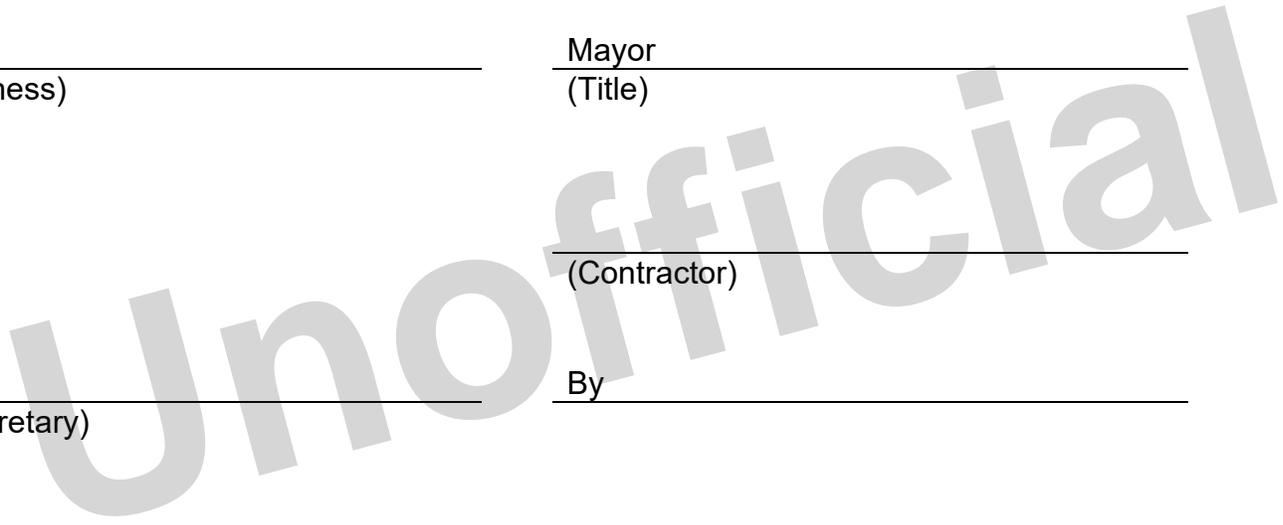 Mayor
ness) (Title)
(Contractor)
By
retary)
Unofficial